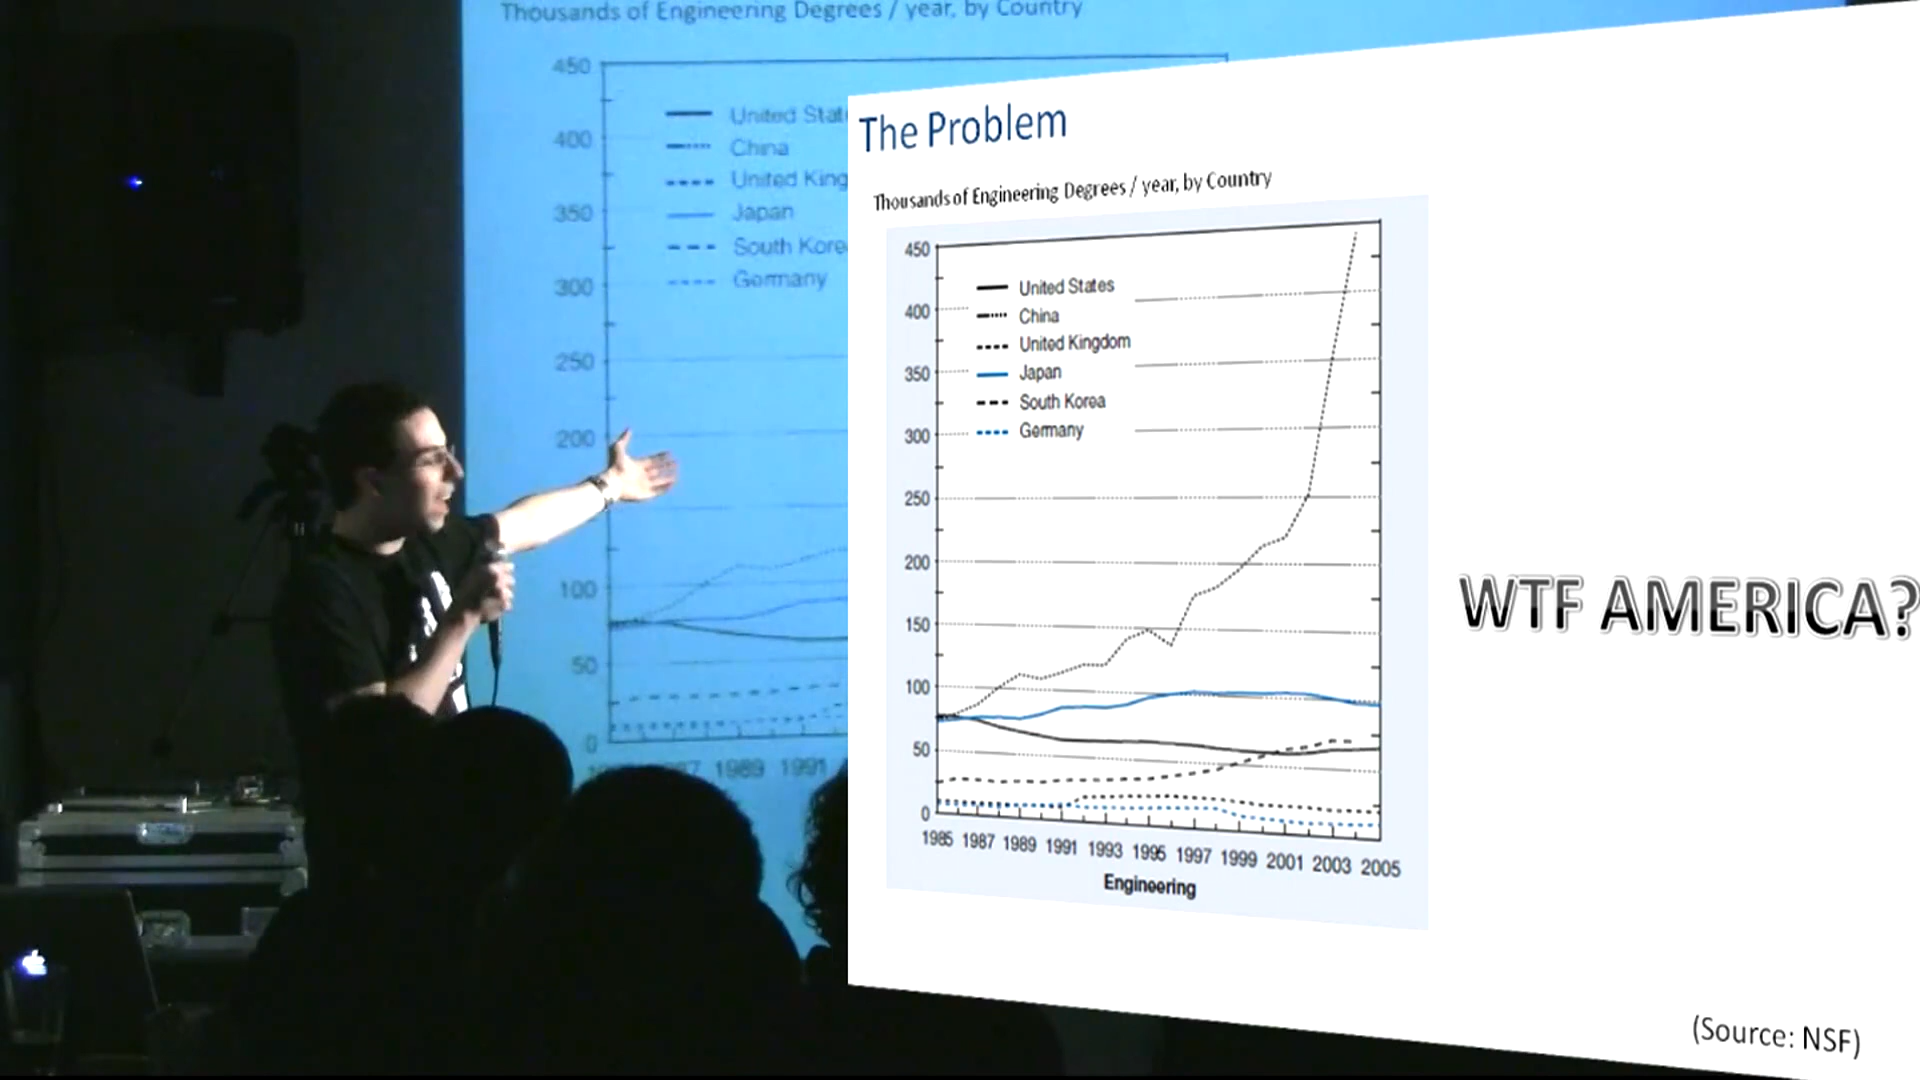 Thousands of Engineering Degrees / year, by Country
450
400
350
300
250
200
100
50
0
United Stat
China
United King
Japan
South Kore
Germany
1989 1991
The Problem
Thousands of Engineering Degrees / year, by Country
450
400
350
300
250
200
150
100
50
0
United States
China
United Kingdom
Japan
South Korea
Germany
1985 1987 1989 1991 1993 1995 1997 1999 2001 2003 2005
Engineering
WTF AMERICA?
(Source: NSF)